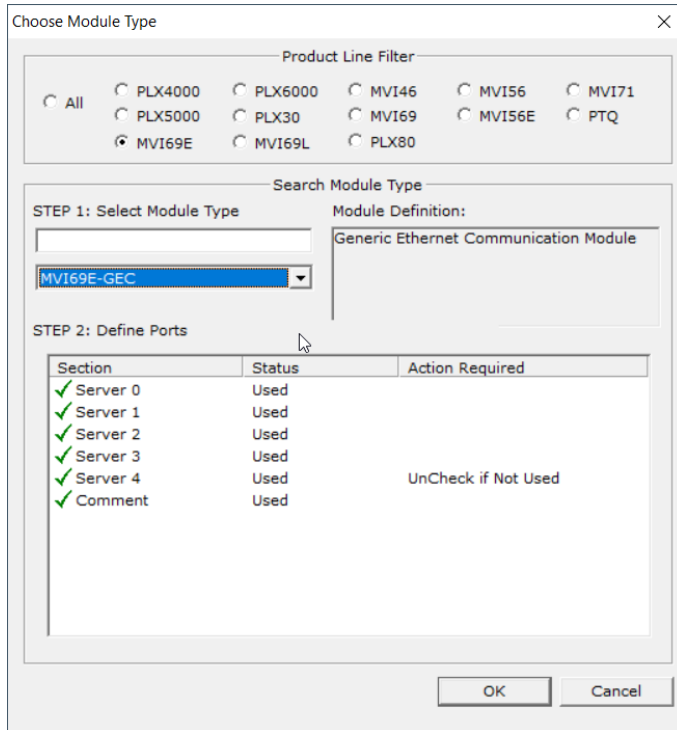 Choose Module Type
Product Line Filter
All
PLX4000 PLX6000 MVI46 MVI56 MVI71
PLX5000 PLX30 MVI69 MVI56E PTQ
MVI69E MVI69L PLX80
Search Module Type
STEP 1: Select Module Type Module Definition:
Generic Ethernet Communication Module
MVI69E-GEC
STEP 2: Define Ports
Section Status Action Required
Server 0 Used
Server 1 Used
Server 2 Used
Server 3 Used
Server 4 Used UnCheck if Not Used
Comment Used
OK Cancel